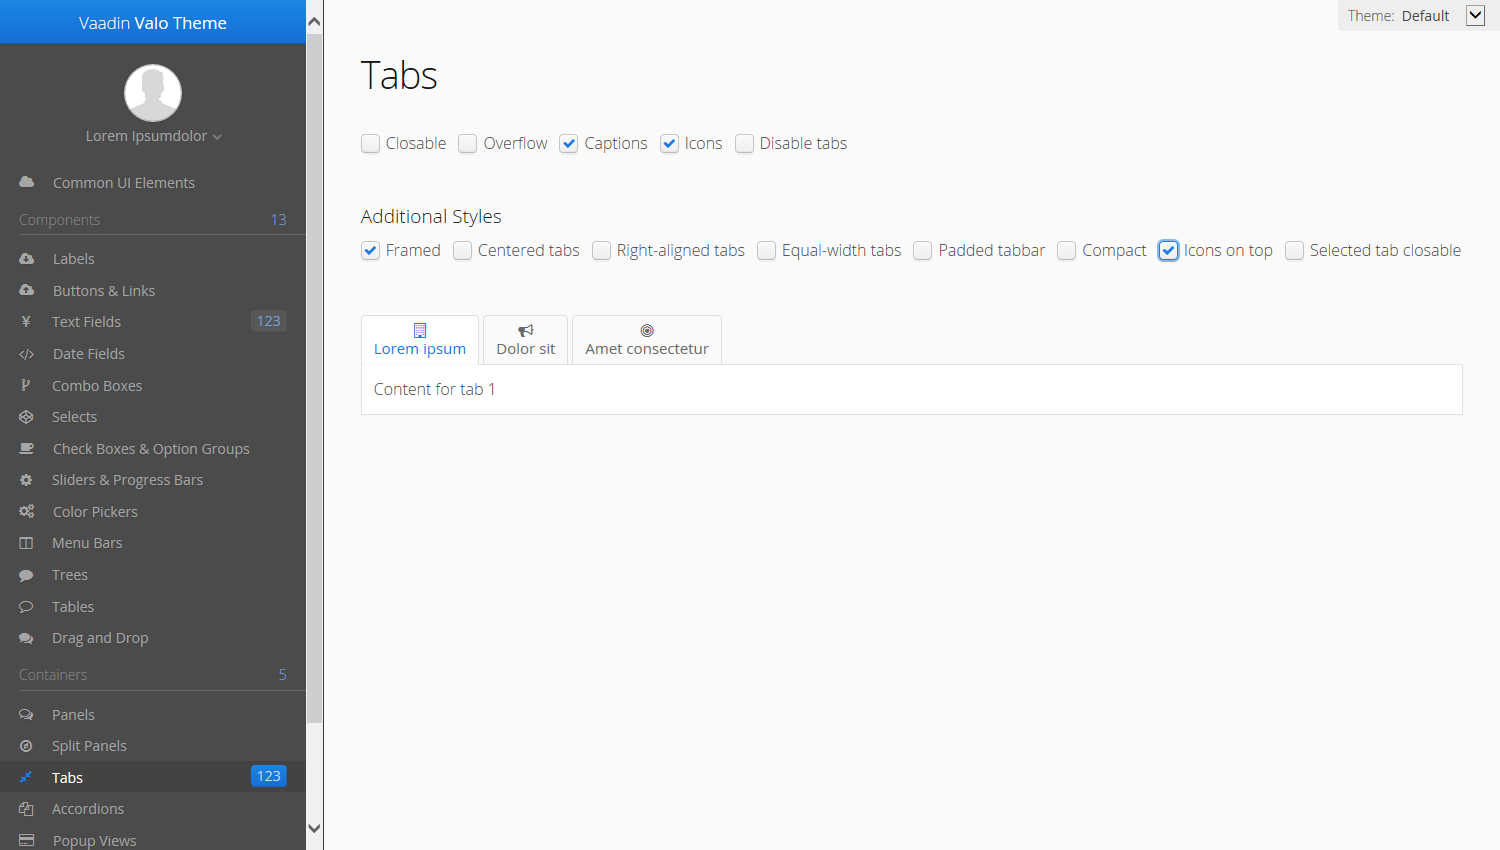 Vaadin Valo Theme
Lorem Ipsumdolor
Common UI Elements
Components 13
Labels
Buttons & Links
Text Fields 123
Date Fields
Combo Boxes
Selects
Check Boxes & Option Groups
Sliders & Progress Bars
Color Pickers
Menu Bars
Trees
Tables
Drag and Drop
Containers 5
Panels
Split Panels
Tabs 123
Accordions
Popup Views
Theme: Default
Tabs
Closable Overflow Captions Icons Disable tabs
Additional Styles
Framed Centered tabs Right-aligned tabs Equal-width tabs Padded tabbar Compact Icons on top Selected tab closable
Lorem ipsum Dolor sit Amet consectetur
Content for tab 1